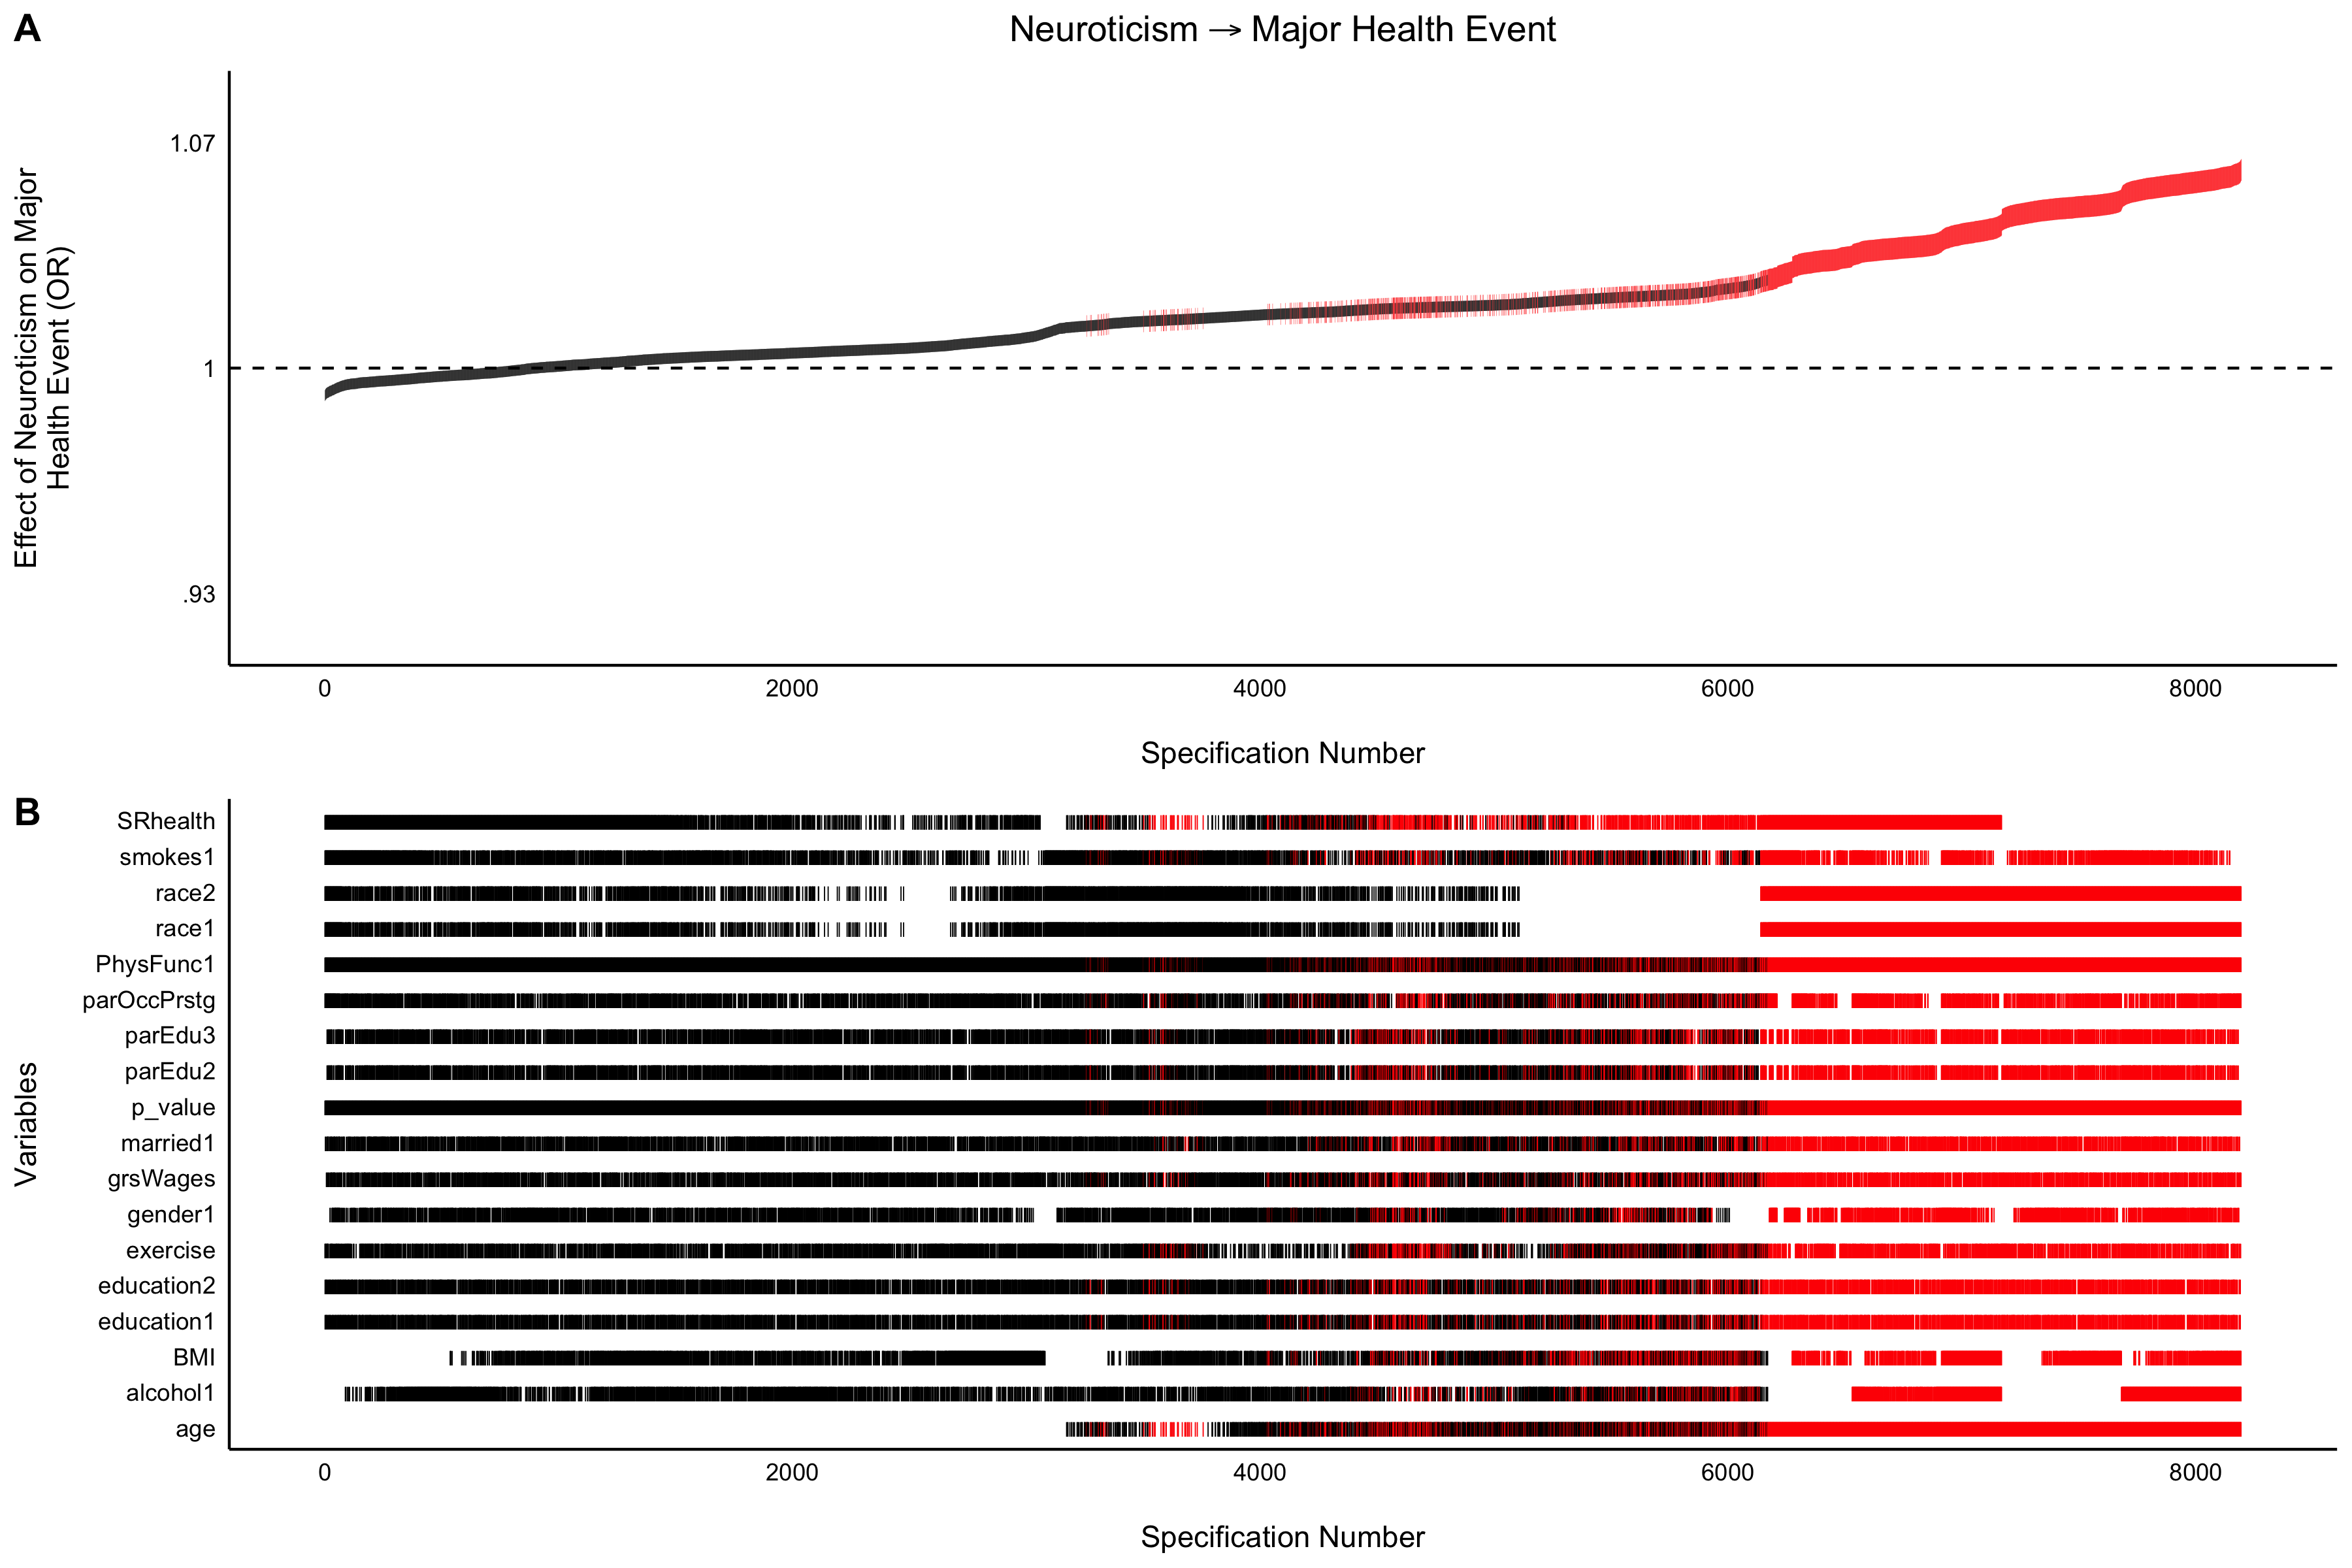 A
Neuroticism → Major Health Event
Effect of Neuroticism on Major
Health Event (OR)
1.07
1
.93
0 2000 4000 6000 8000
Specification Number
B
Variables
SRhealth
smokes1
race2
race1
PhysFunc1
parOccPrstg
parEdu3
parEdu2
p_value
married1
grsWages
gender1
exercise
education2
education1
BMI
alcohol1
age
0 2000 4000 6000 8000
Specification Number